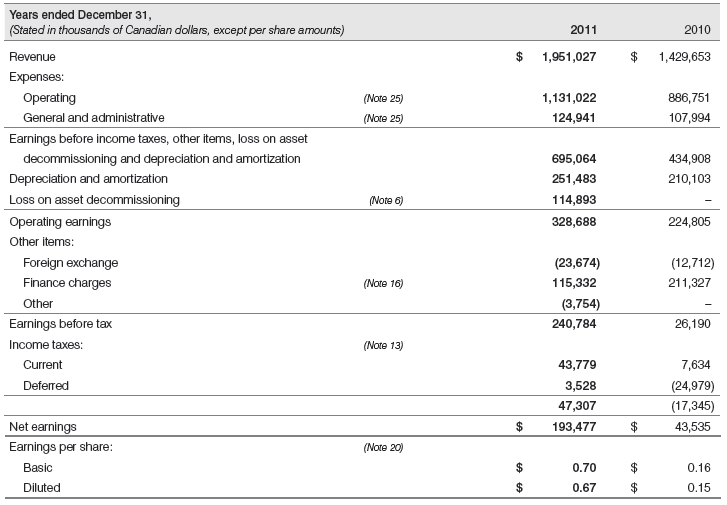 Years ended December 31,
(Stated in thousands of Canadian dollars, except per share amounts) 2011 2010
Revenue $ 1,951,027 $ 1,429,653
Expenses:
Operating (Note 25) 1,131,022 886,751
General and administrative (Note 25) 124,941 107,994
Earnings before income taxes, other items, loss on asset
decommissioning and depreciation and amortization 695,064 434,908
Depreciation and amortization 251,483 210,103
Loss on asset decommissioning (Note 6) 114,893 –
Operating earnings 328,688 224,805
Other items:
Foreign exchange (23,674) (12,712)
Finance charges (Note 16) 115,332 211,327
Other (3,754) –
Earnings before tax 240,784 26,190
Income taxes: (Note 13)
Current 43,779 7,634
Deferred 3,528 (24,979)
47,307 (17,345)
Net earnings $ 193,477 $ 43,535
Earnings per share: (Note 20)
Basic $ 0.70 $ 0.16
Diluted $ 0.67 $ 0.15